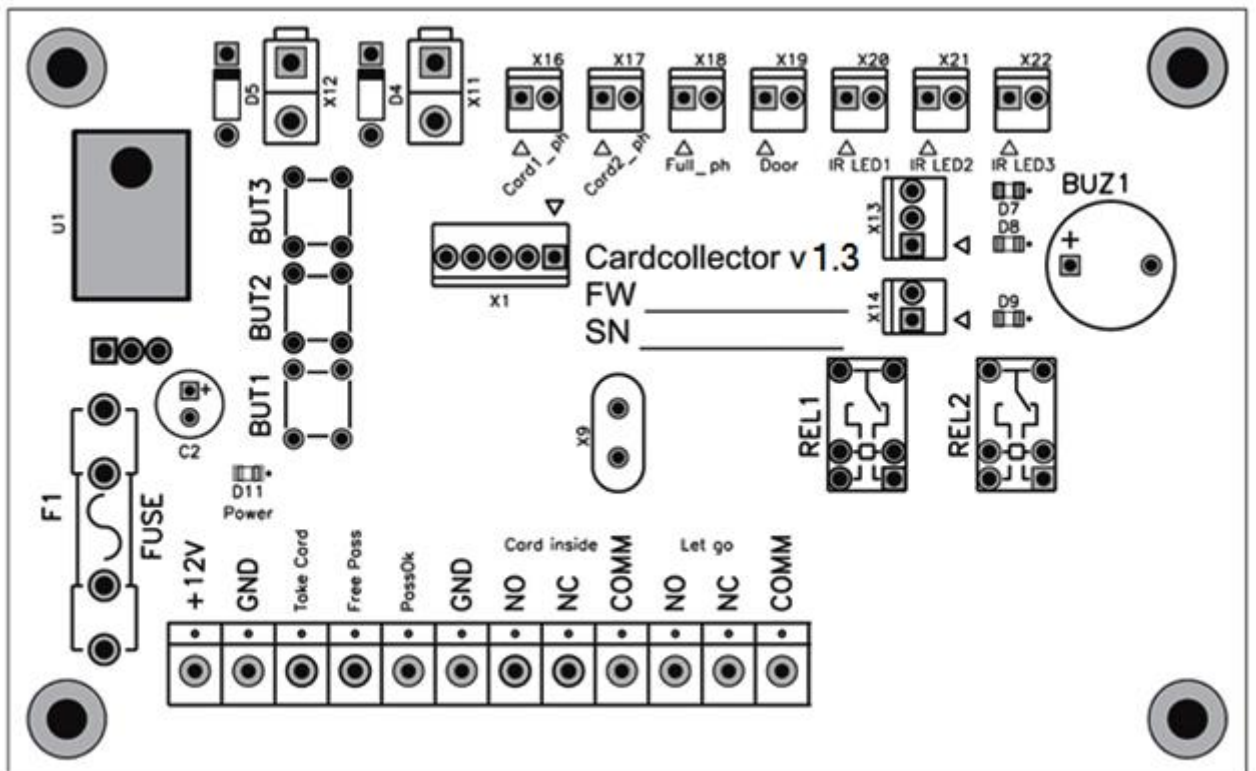 X16 X17 X18 X19 X20 X21 X22
D5 X12 D4 X11
Card1_ph Card2_ph Full_ph Door IR LED1 IR LED2 IR LED3
U1
BUT3
X13
D7
D8
BUZ1
+
X1
Cardcollector v 1.3
FW
SN
BUT2
X14
D9
BUT1
+
C2
X9
REL1
REL2
D11
Power
F1
FUSE
Card inside Let go
+12V GND Take Card Free Pass PassOk GND NO NC COMM NO NC COMM